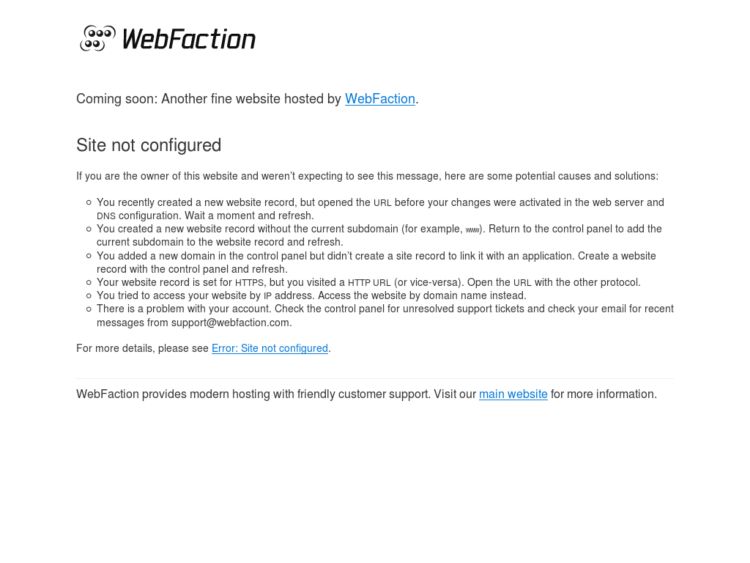 WebFaction
Coming soon: Another fine website hosted by WebFaction.
Site not configured
If you are the owner of this website and weren't expecting to see this message, here are some potential causes and solutions:
You recently created a new website record, but opened the URL before your changes were activated in the web server and
DNS configuration. Wait a moment and refresh.
You created a new website record without the current subdomain (for example, www). Return to the control panel to add the
current subdomain to the website record and refresh.
You added a new domain in the control panel but didn't create a site record to link it with an application. Create a website
record with the control panel and refresh.
Your website record is set for HTTPS, but you visited a HTTP URL (or vice-versa). Open the URL with the other protocol.
You tried to access your website by IP address. Access the website by domain name instead.
There is a problem with your account. Check the control panel for unresolved support tickets and check your email for recent
messages from support@webfaction.com.
For more details, please see Error: Site not configured.
WebFaction provides modern hosting with friendly customer support. Visit our main website for more information.